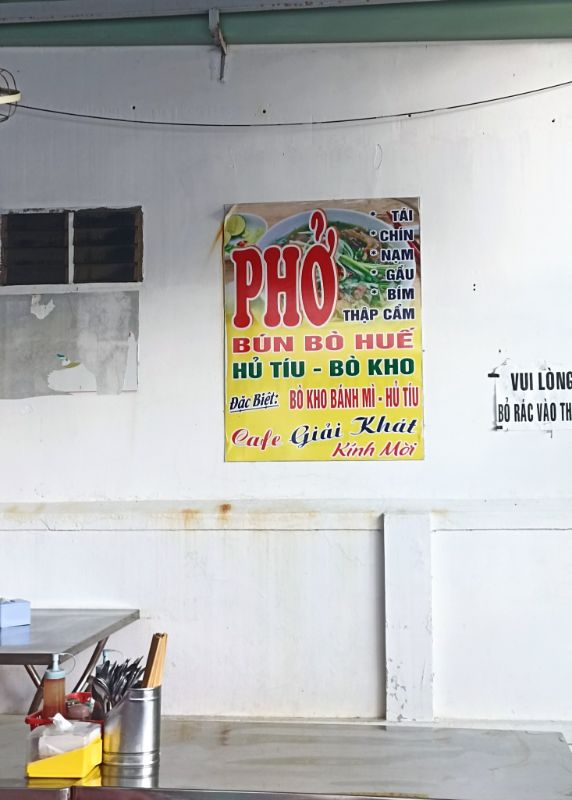 PHỞ
* TÁI
* CHÍN
* NẠM
* GẦU
* BÍM
THẬP CẨM
BÚN BÒ HUẾ
HỦ TÍU - BÒ KHO
Đặc Biệt: BÒ KHO BÁNH MÌ - HỦ TÍU
Cafe Giải Khát
Kính Mời
VUI LÒNG
BỎ RÁC VÀO TH